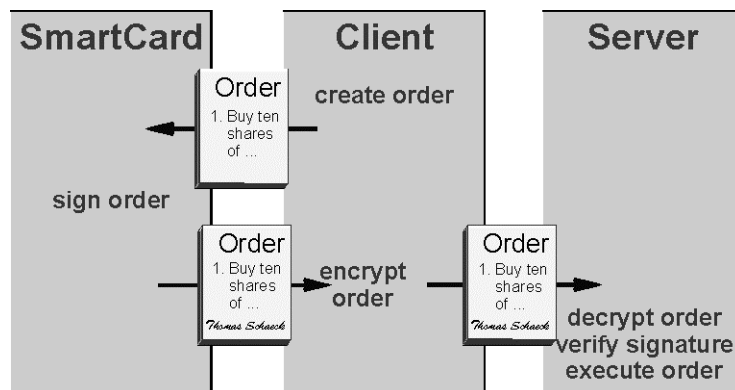 SmartCard
Client
Server
Order
1. Buy ten
shares
of ...
create order
sign order
Order
1. Buy ten
shares
of ...
Thomas Schaeck
encrypt
order
Order
1. Buy ten
shares
of ...
Thomas Schaeck
decrypt order
verify signature
execute order